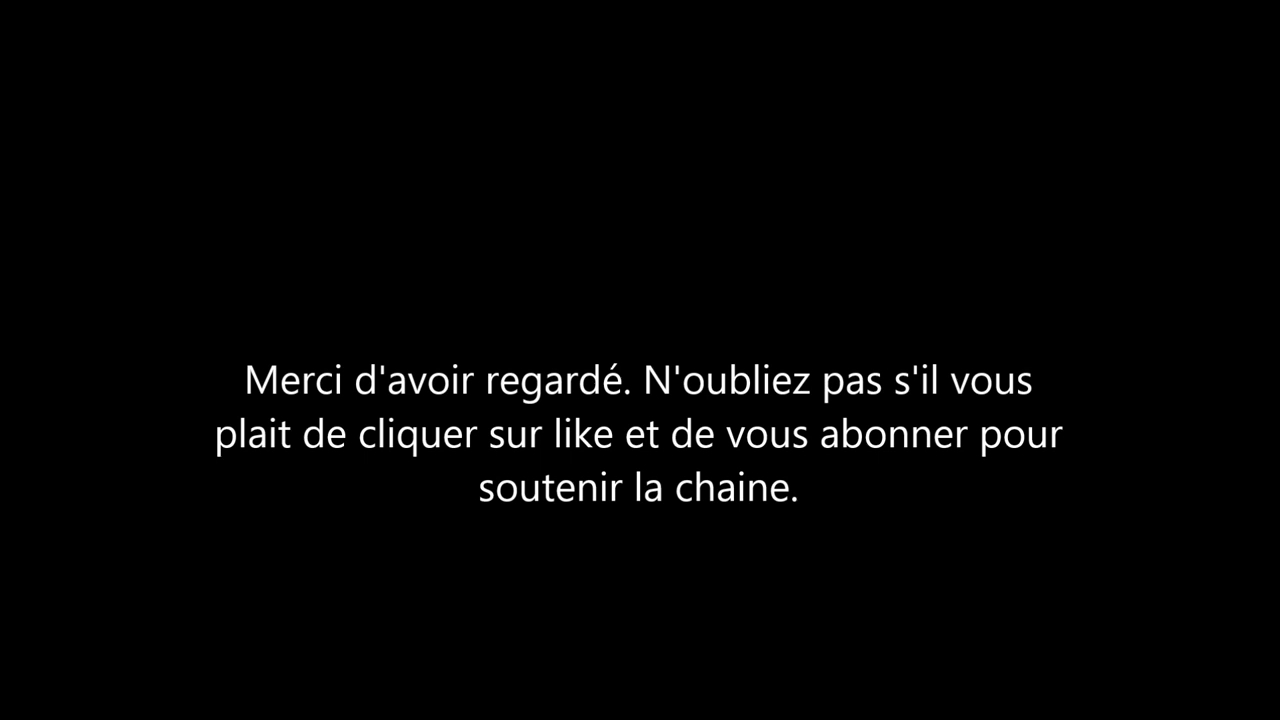 Merci d'avoir regardé. N'oubliez pas s'il vous
plait de cliquer sur like et de vous abonner pour
soutenir la chaine.